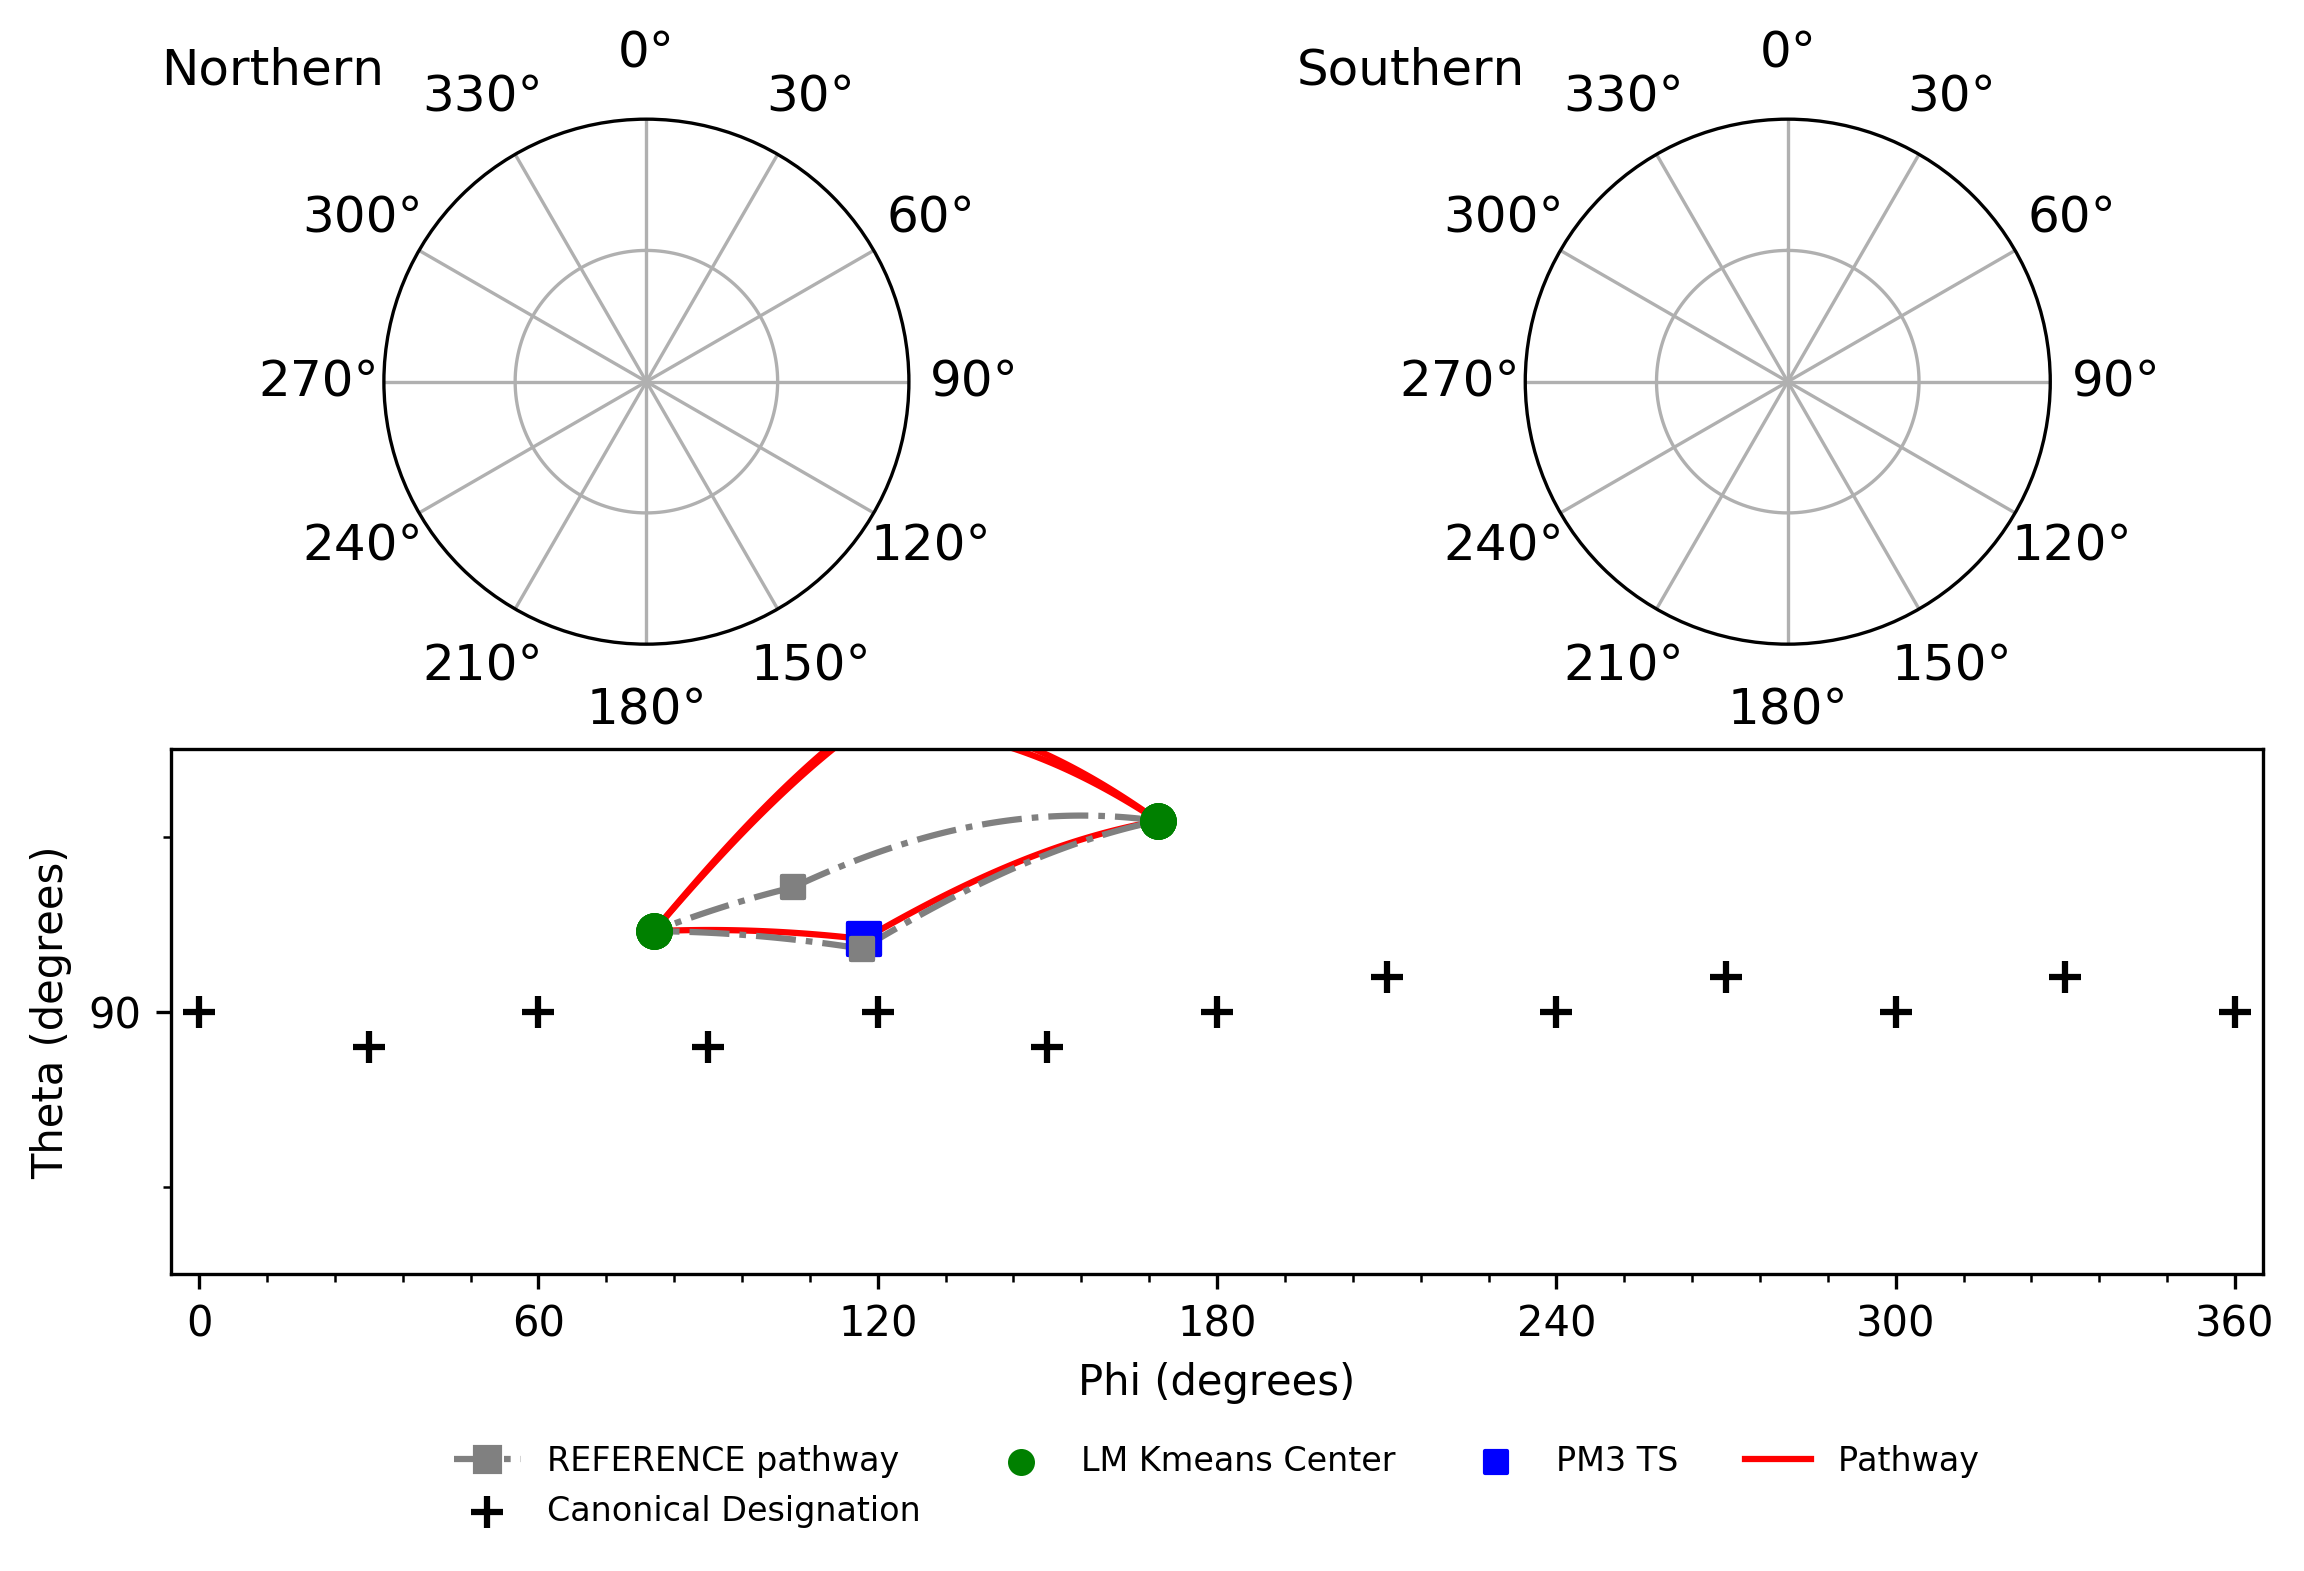 Northern
0°
30°
60°
90°
120°
150°
180°
210°
240°
270°
300°
330°
Southern
0°
30°
60°
90°
120°
150°
180°
210°
240°
270°
300°
330°
Theta (degrees)
90
0 60 120 180 240 300 360
Phi (degrees)
REFERENCE pathway
Canonical Designation
LM Kmeans Center
PM3 TS
Pathway